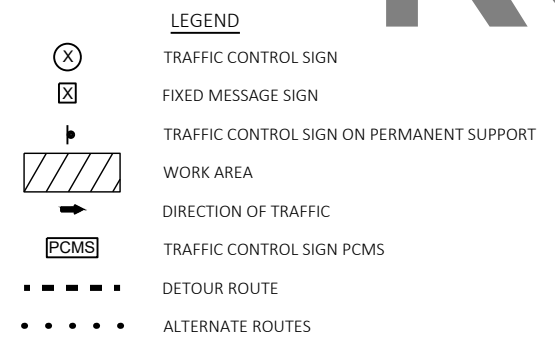 LEGEND
X TRAFFIC CONTROL SIGN
X FIXED MESSAGE SIGN
TRAFFIC CONTROL SIGN ON PERMANENT SUPPORT
WORK AREA
DIRECTION OF TRAFFIC
PCMS TRAFFIC CONTROL SIGN PCMS
DETOUR ROUTE
ALTERNATE ROUTES